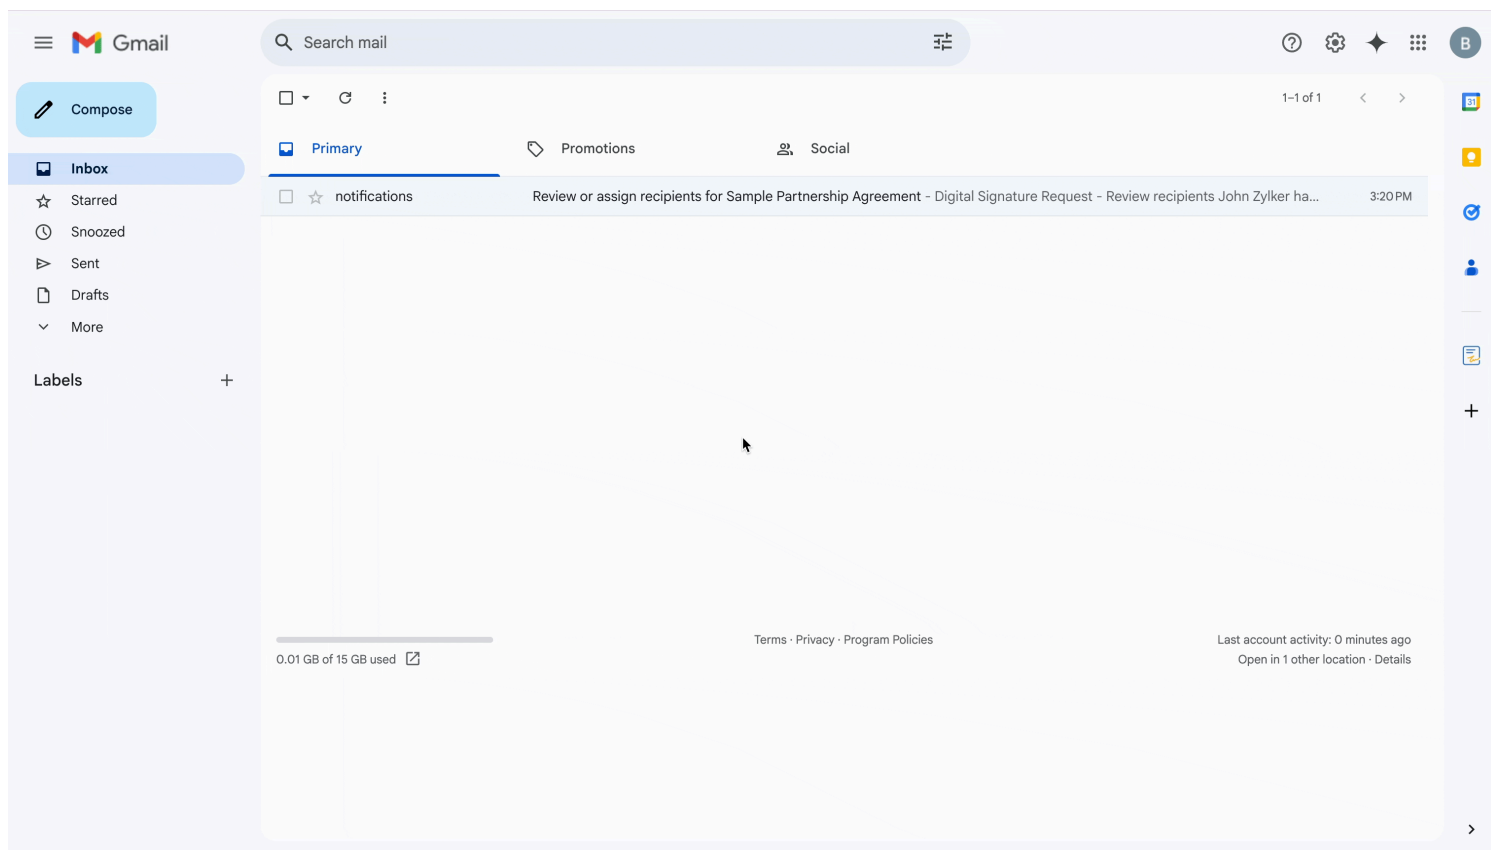 Gmail
Search mail
B
Compose
1–1 of 1
31
Primary
Promotions
Social
Inbox
notifications
Review or assign recipients for Sample Partnership Agreement - Digital Signature Request - Review recipients John Zylker ha...
3:20 PM
Starred
Snoozed
Sent
Drafts
More
Labels
Terms · Privacy · Program Policies
Last account activity: 0 minutes ago
0.01 GB of 15 GB used
Open in 1 other location · Details